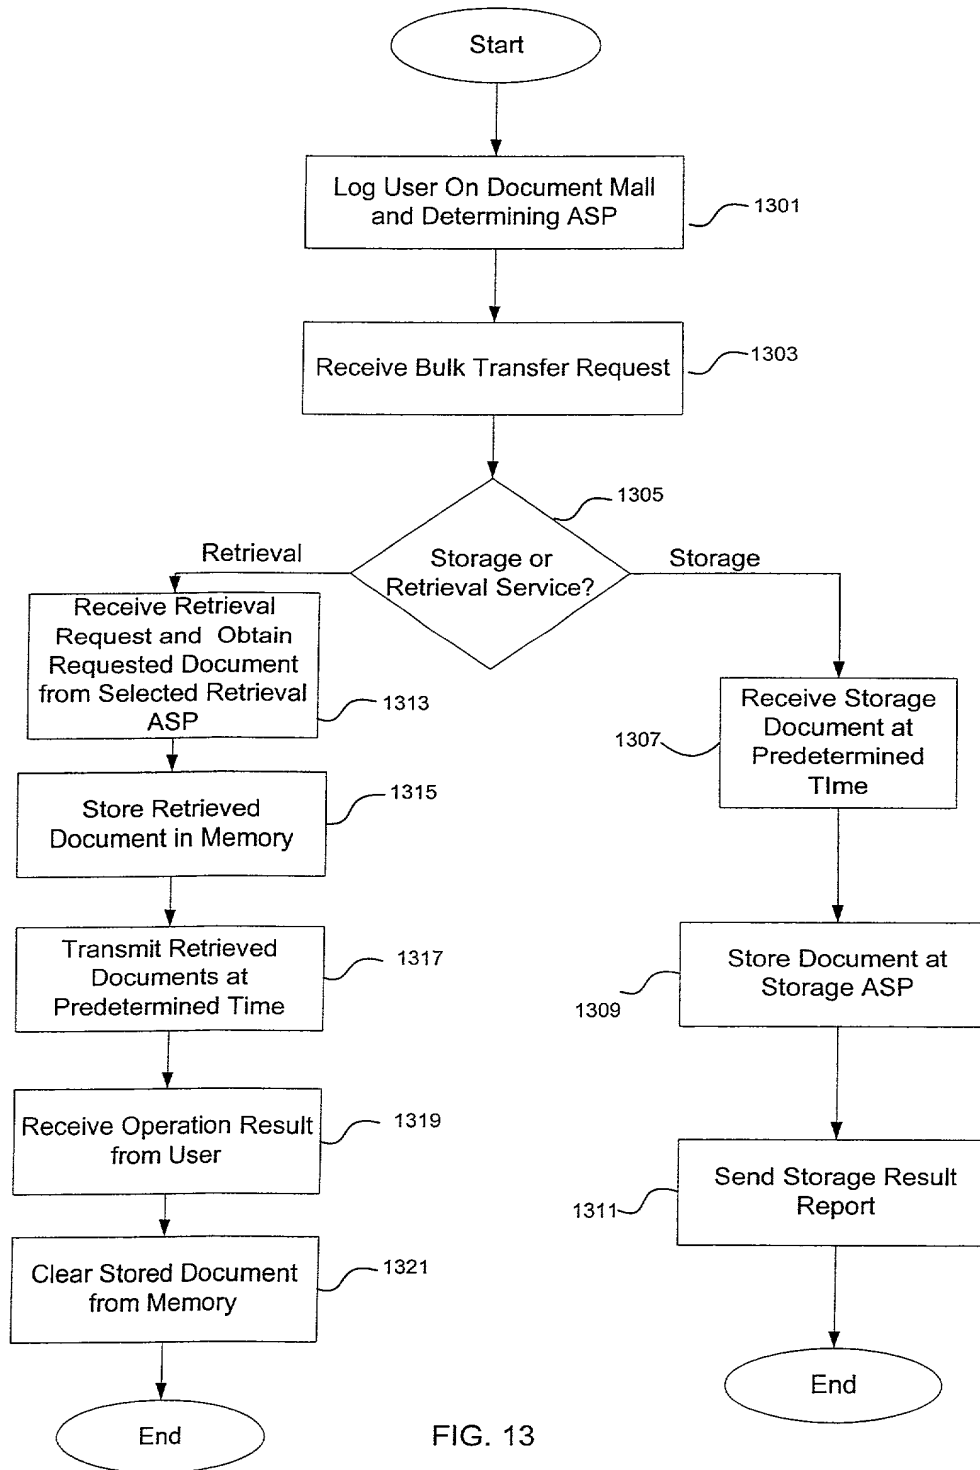 Start
Log User On Document Mall
and Determining ASP
1301
Receive Bulk Transfer Request
1303
1305
Storage or
Retrieval Service?
Retrieval
Storage
Receive Retrieval
Request and Obtain
Requested Document
from Selected Retrieval
ASP
1313
Store Retrieved
Document in Memory
1315
Transmit Retrieved
Documents at
Predetermined Time
1317
Receive Operation Result
from User
1319
Clear Stored Document
from Memory
1321
End
Receive Storage
Document at
Predetermined
TIme
1307
Store Document at
Storage ASP
1309
Send Storage Result
Report
1311
End
FIG. 13